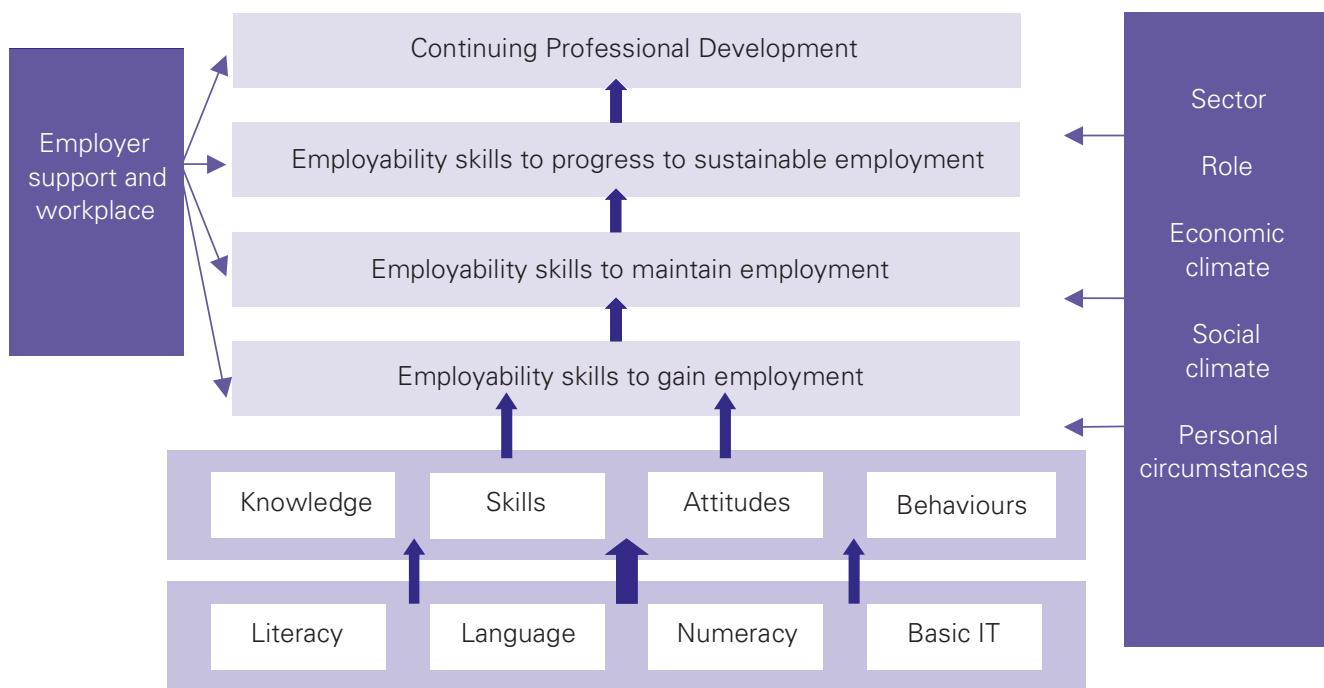 Employer
support and
workplace
Continuing Professional Development
Employability skills to progress to sustainable employment
Employability skills to maintain employment
Employability skills to gain employment
Knowledge
Skills
Attitudes
Behaviours
Literacy
Language
Numeracy
Basic IT
Sector
Role
Economic
climate
Social
climate
Personal
circumstances